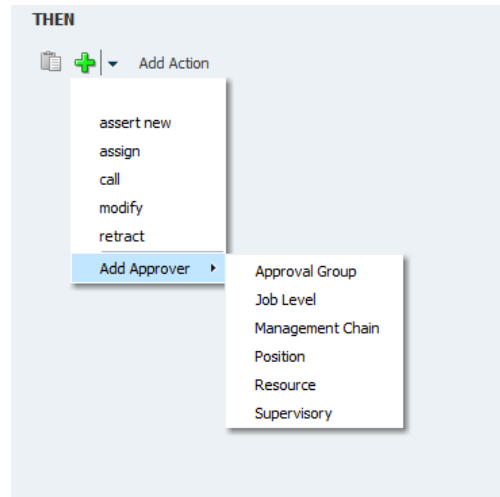 THEN
Add Action
assert new
assign
call
modify
retract
Add Approver
Approval Group
Job Level
Management Chain
Position
Resource
Supervisory